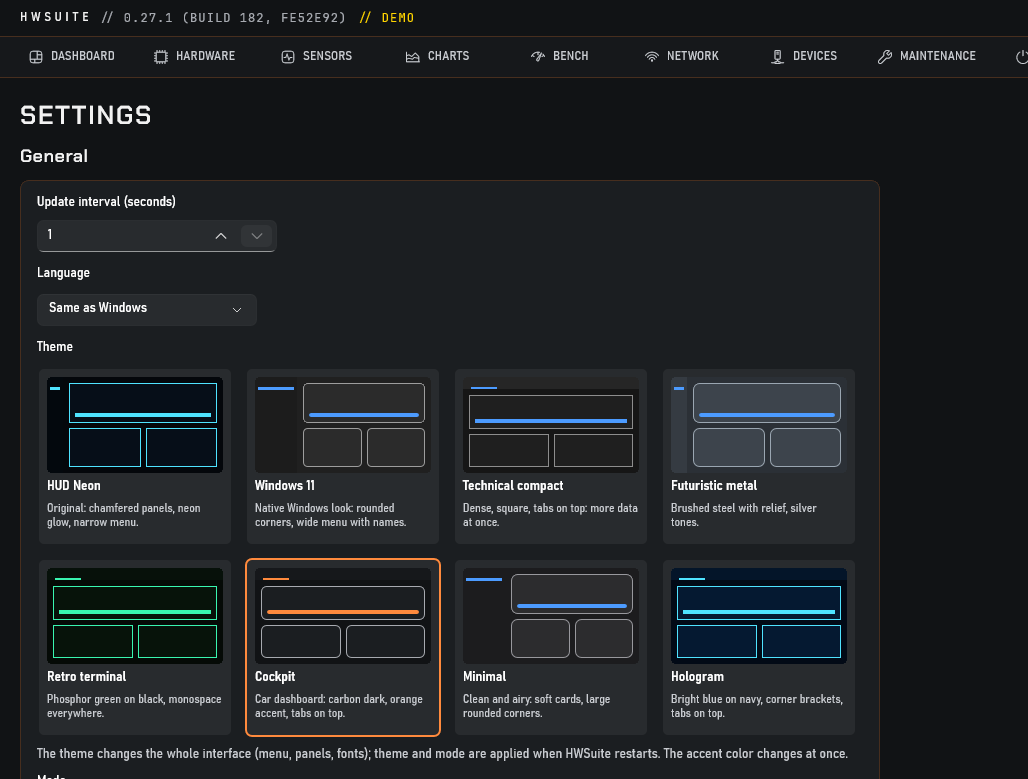 HWSUITE // 0.27.1 (BUILD 182, FE52E92) // DEMO
DASHBOARD HARDWARE SENSORS CHARTS BENCH NETWORK DEVICES MAINTENANCE
SETTINGS
General
Update interval (seconds)
1
Language
Same as Windows
Theme
HUD Neon
Original: chamfered panels, neon
glow, narrow menu.
Windows 11
Native Windows look: rounded
corners, wide menu with names.
Technical compact
Dense, square, tabs on top: more data
at once.
Futuristic metal
Brushed steel with relief, silver
tones.
Retro terminal
Phosphor green on black, monospace
everywhere.
Cockpit
Car dashboard: carbon dark, orange
accent, tabs on top.
Minimal
Clean and airy: soft cards, large
rounded corners.
Hologram
Bright blue on navy, corner brackets,
tabs on top.
The theme changes the whole interface (menu, panels, fonts); theme and mode are applied when HWSuite restarts. The accent color changes at once.
Mode